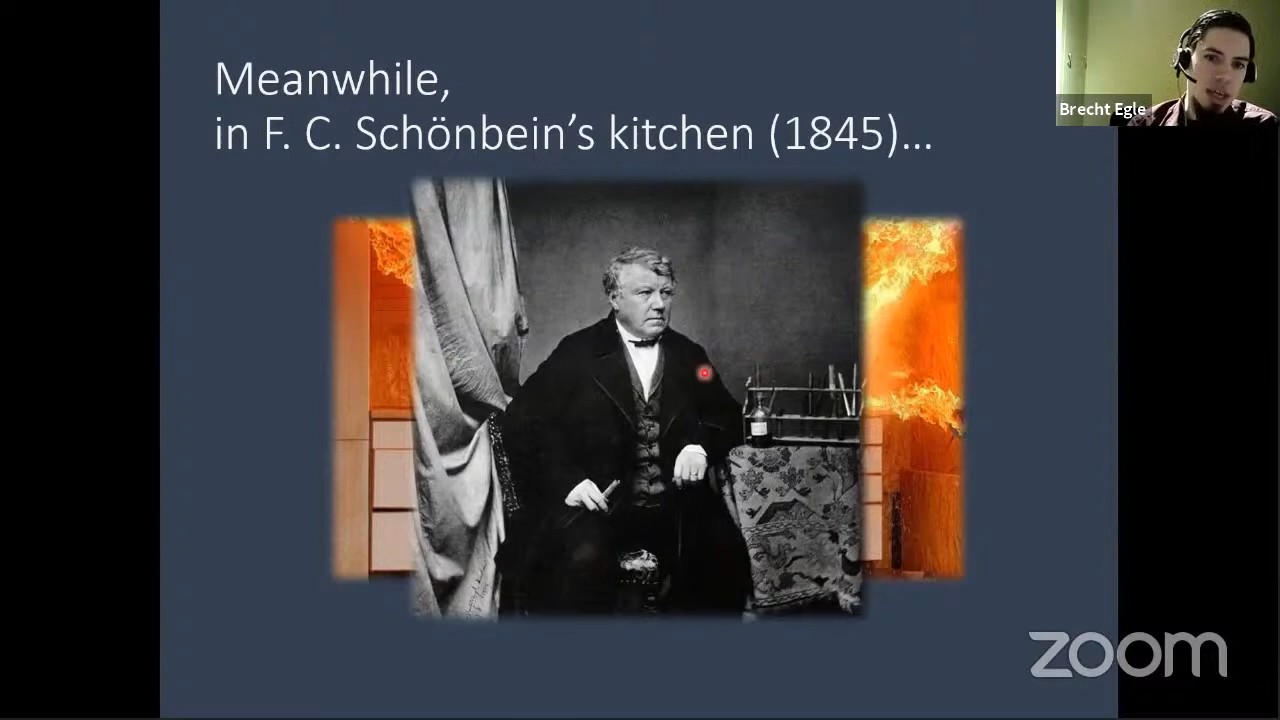 Meanwhile,
in F. C. Schönbein’s kitchen (1845)…
Brecht Egle
zoom